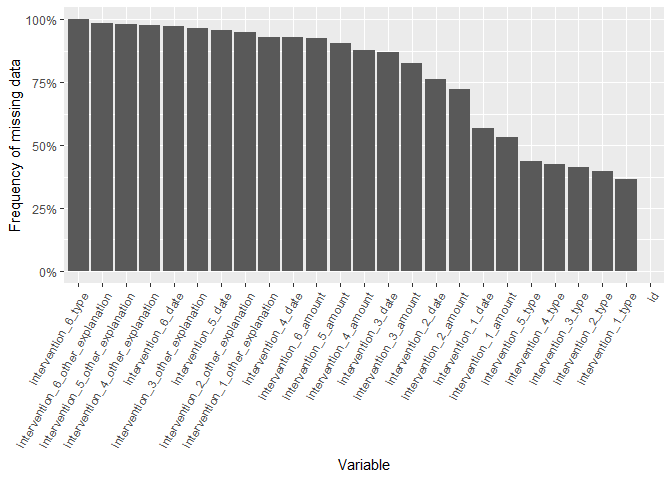 100%
75%
50%
25%
0%
Frequency of missing data
intervention_6_type
intervention_6_other_explanation
intervention_5_other_explanation
intervention_4_other_explanation
intervention_6_date
intervention_3_other_explanation
intervention_5_date
intervention_2_other_explanation
intervention_1_other_explanation
intervention_4_date
intervention_6_amount
intervention_5_amount
intervention_4_amount
intervention_3_date
intervention_3_amount
intervention_2_date
intervention_2_amount
intervention_1_date
intervention_1_amount
intervention_5_type
intervention_4_type
intervention_3_type
intervention_2_type
intervention_1_type
id
Variable